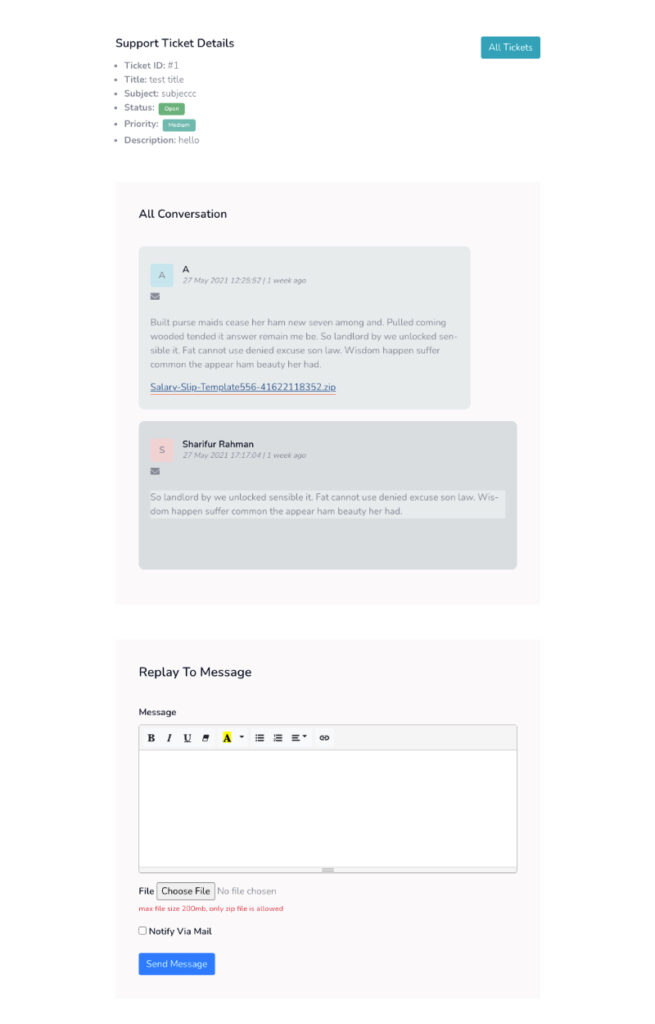 Support Ticket Details
All Tickets
Ticket ID: #1
Title: test title
Subject: subjeccc
Status: Open
Priority: Medium
Description: hello
All Conversation
A
A
27 May 2021 12:25:52 | 1 week ago
Built purse maids cease her ham new seven among and. Pulled coming
wooded tended it answer remain me be. So landlord by we unlocked sen-
sible it. Fat cannot use denied excuse son law. Wisdom happen suffer
common the appear ham beauty her had.
Salary-Slip-Template556-41622118352.zip
S
Sharifur Rahman
27 May 2021 17:17:04 | 1 week ago
So landlord by we unlocked sensible it. Fat cannot use denied excuse son law. Wis-
dom happen suffer common the appear ham beauty her had.
Replay To Message
Message
B I U A
File Choose File No file chosen
max file size 200mb, only zip file is allowed
Notify Via Mail
Send Message